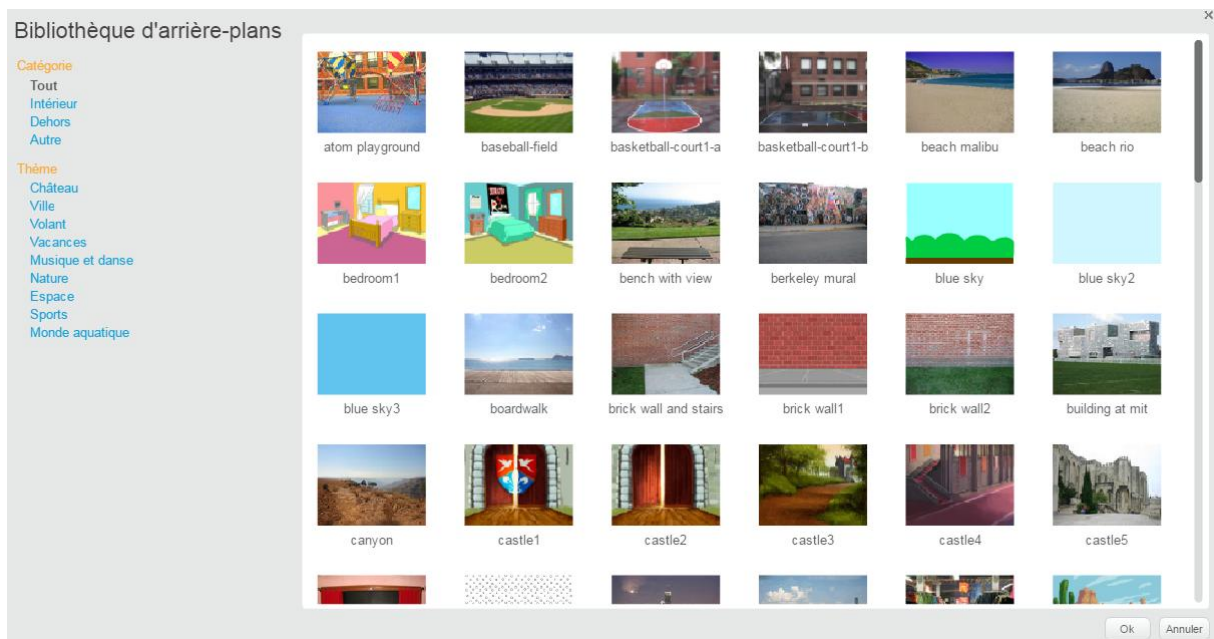 Bibliothèque d'arrière-plans
Catégorie
Tout
Intérieur
Dehors
Autre
Thème
Château
Ville
Volant
Vacances
Musique et danse
Nature
Espace
Sports
Monde aquatique
atom playground
baseball-field
basketball-court1-a
basketball-court1-b
beach malibu
beach rio
bedroom1
bedroom2
bench with view
berkeley mural
blue sky
blue sky2
blue sky3
boardwalk
brick wall and stairs
brick wall1
brick wall2
building at mit
canyon
castle1
castle2
castle3
castle4
castle5
Ok
Annuler